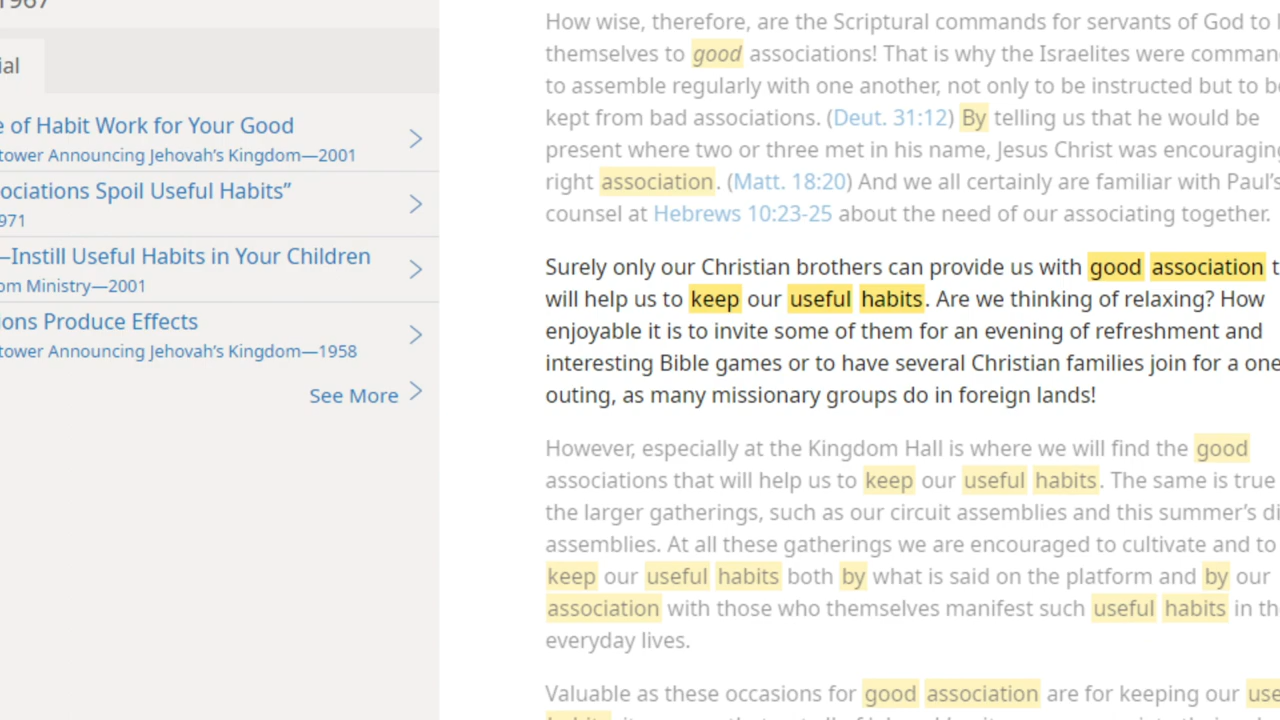 1967
ial
e of Habit Work for Your Good
tower Announcing Jehovah’s Kingdom—2001
ociations Spoil Useful Habits”
971
—Instill Useful Habits in Your Children
om Ministry—2001
ions Produce Effects
tower Announcing Jehovah’s Kingdom—1958
See More
How wise, therefore, are the Scriptural commands for servants of God to
themselves to good associations! That is why the Israelites were comman
to assemble regularly with one another, not only to be instructed but to be
kept from bad associations. (Deut. 31:12) By telling us that he would be
present where two or three met in his name, Jesus Christ was encouraging
right association. (Matt. 18:20) And we all certainly are familiar with Paul’s
counsel at Hebrews 10:23-25 about the need of our associating together.
Surely only our Christian brothers can provide us with good association t
will help us to keep our useful habits. Are we thinking of relaxing? How
enjoyable it is to invite some of them for an evening of refreshment and
interesting Bible games or to have several Christian families join for a one
outing, as many missionary groups do in foreign lands!
However, especially at the Kingdom Hall is where we will find the good
associations that will help us to keep our useful habits. The same is true
the larger gatherings, such as our circuit assemblies and this summer’s di
assemblies. At all these gatherings we are encouraged to cultivate and to
keep our useful habits both by what is said on the platform and by our
association with those who themselves manifest such useful habits in th
everyday lives.
Valuable as these occasions for good association are for keeping our use